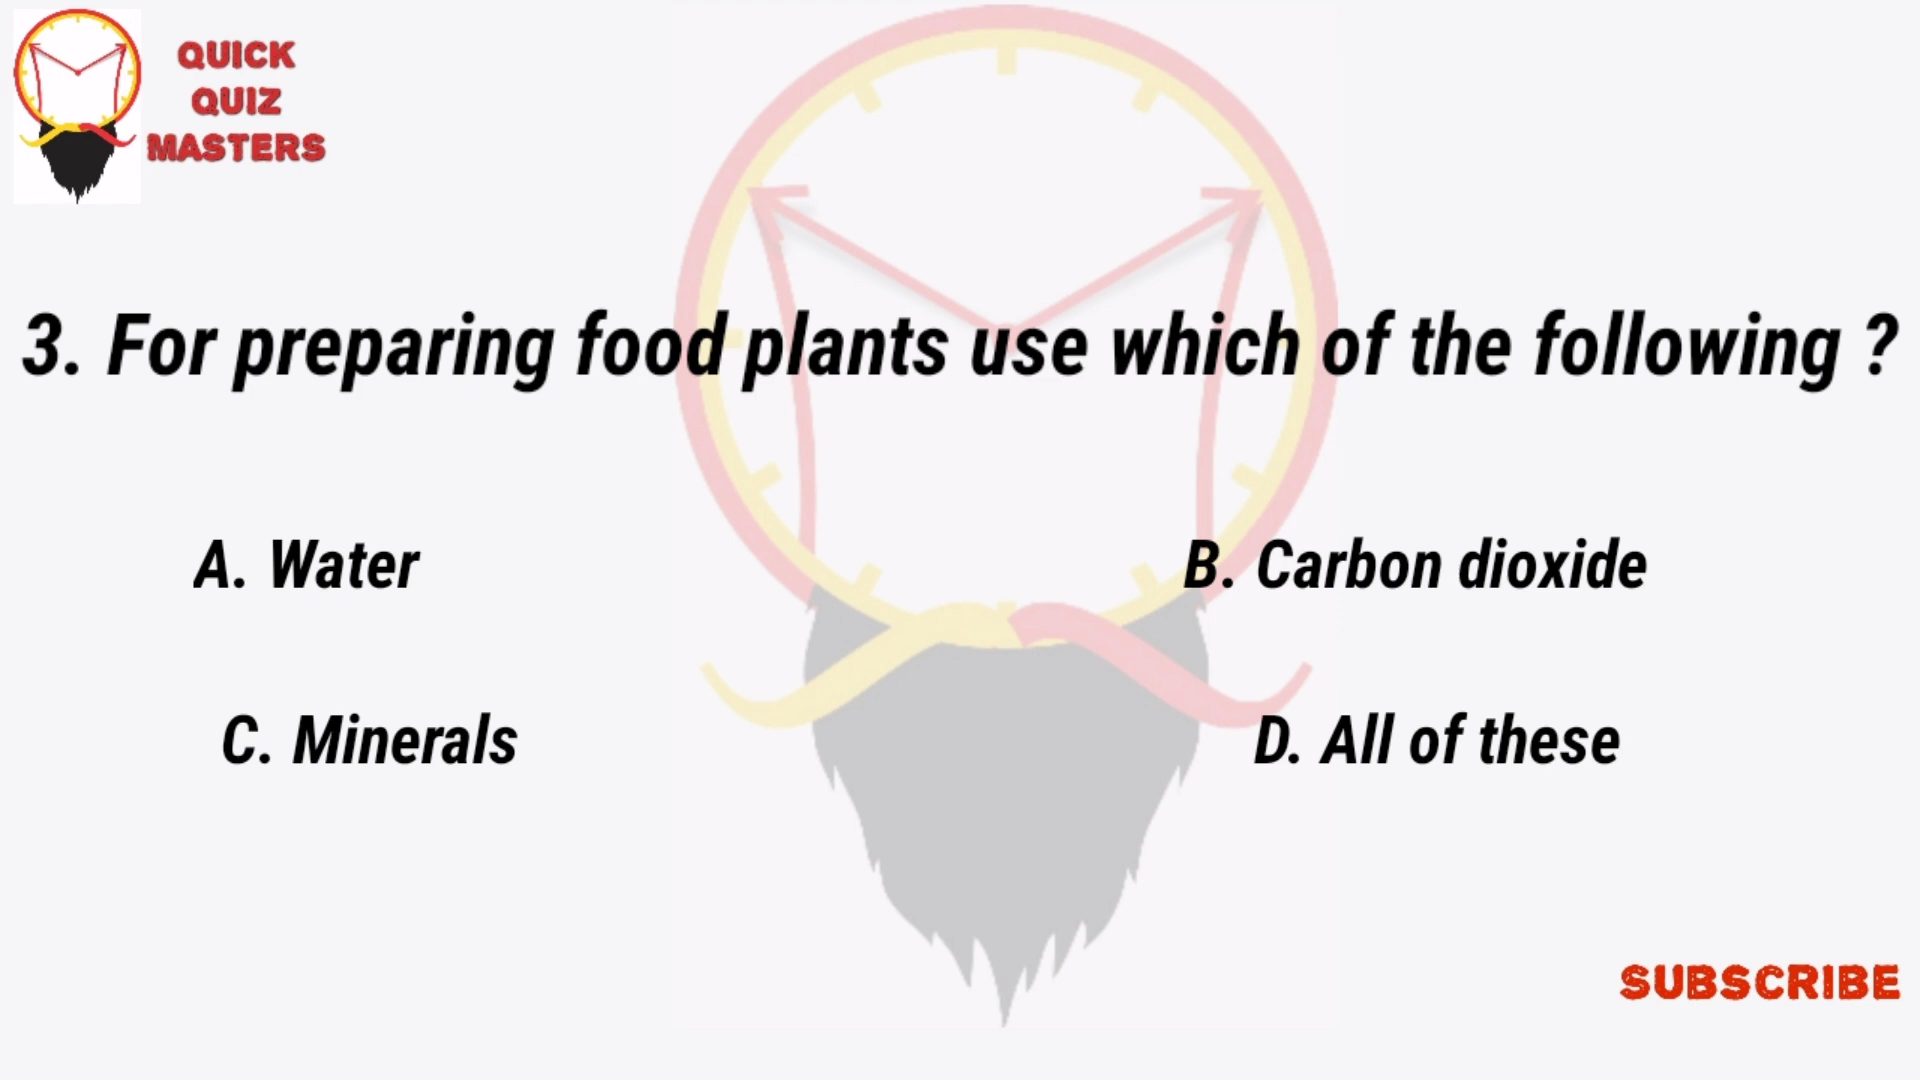 QUICK
QUIZ
MASTERS
3. For preparing food plants use which of the following ?
A. Water
B. Carbon dioxide
C. Minerals
D. All of these
SUBSCRIBE